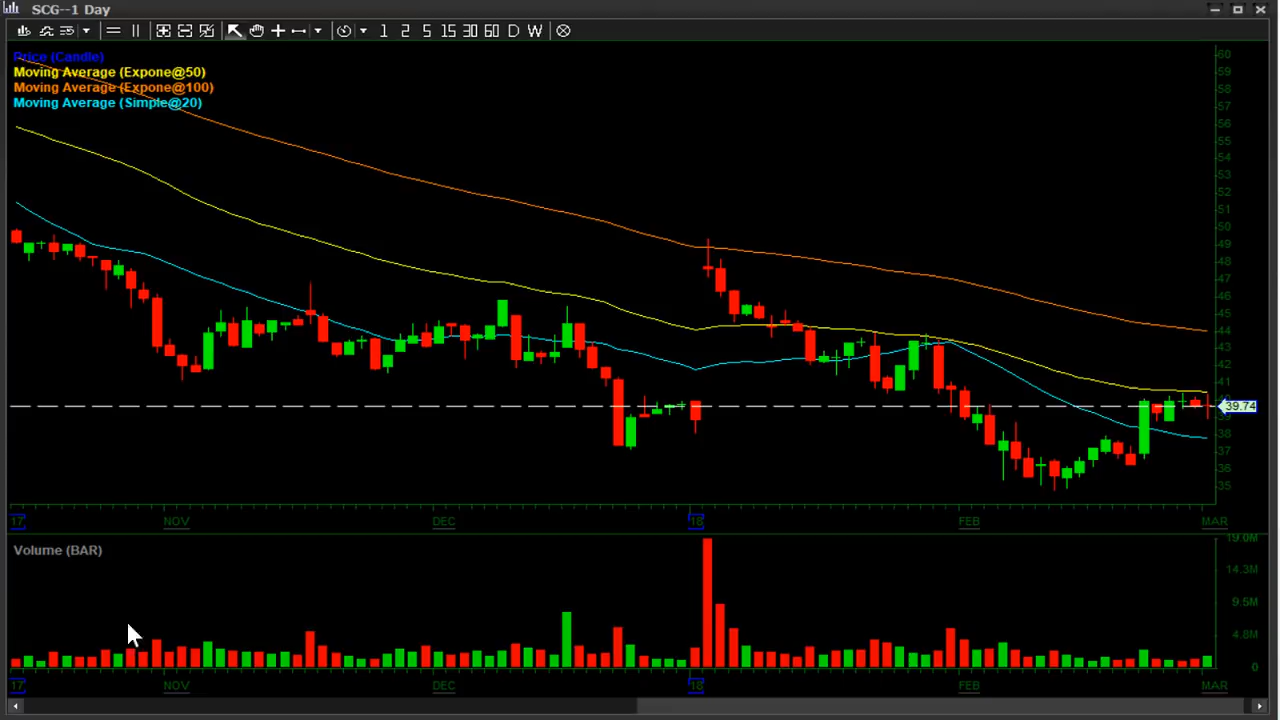 SCG--1 Day
1 2 5 15 30 60 D W
Price (Candle)
Moving Average (Expone@50)
Moving Average (Expone@100)
Moving Average (Simple@20)
60
59
58
57
56
55
54
53
52
51
50
49
48
47
46
45
44
43
42
41
39.74
38
37
36
35
17 NOV DEC 18 FEB MAR
Volume (BAR)
19.0M
14.3M
9.5M
4.8M
0
17 NOV DEC 18 FEB MAR